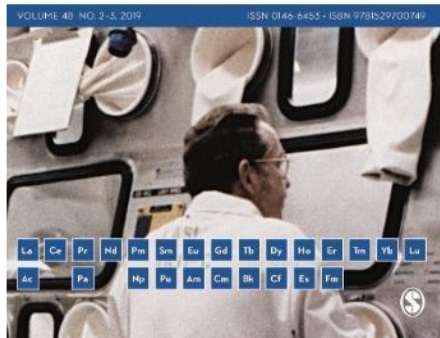 VOLUME 48 NO. 2–3, 2019 ISSN 0146-6453 • ISBN 9781529700749
La Ce Pr Nd Pm Sm Eu Gd Tb Dy Ho Er Tm Yb Lu
Ac Pa Np Pu Am Cm Bk Cf Es Fm
S